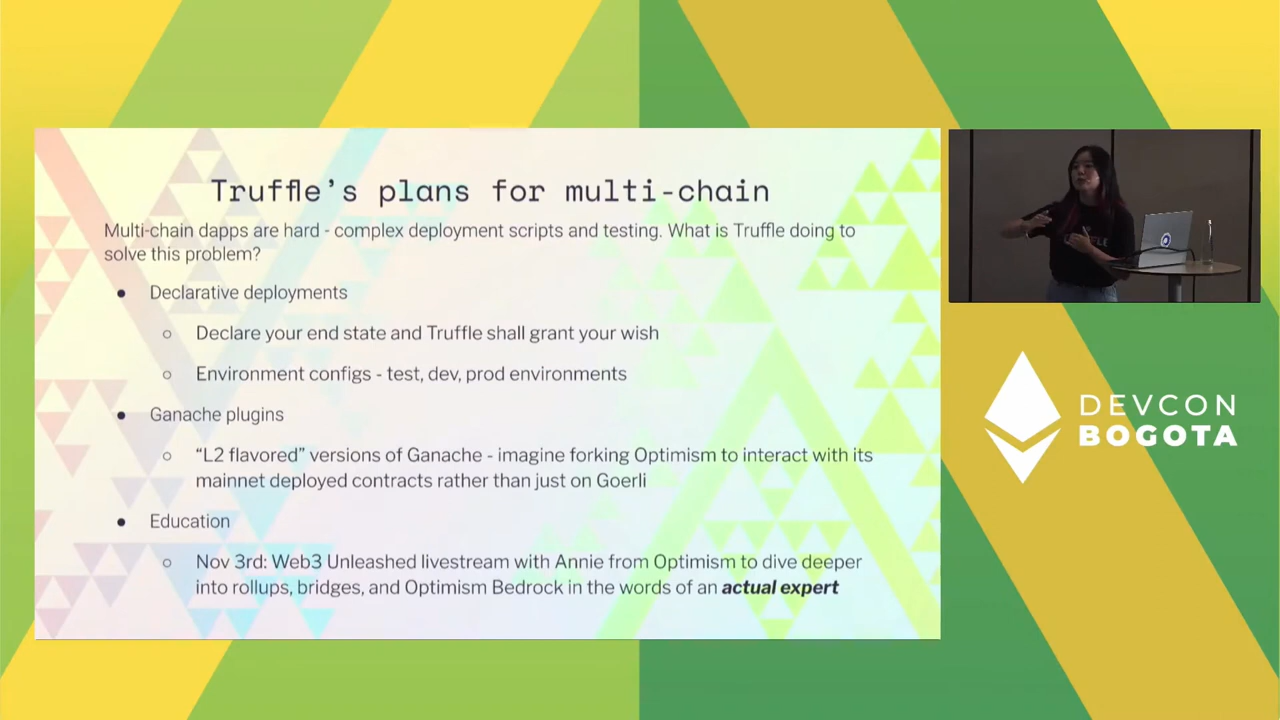 Truffle's plans for multi-chain
Multi-chain dapps are hard - complex deployment scripts and testing. What is Truffle doing to
solve this problem?
● Declarative deployments
○ Declare your end state and Truffle shall grant your wish
○ Environment configs - test, dev, prod environments
● Ganache plugins
○ “L2 flavored” versions of Ganache - imagine forking Optimism to interact with its
mainnet deployed contracts rather than just on Goerli
● Education
○ Nov 3rd: Web3 Unleashed livestream with Annie from Optimism to dive deeper
into rollups, bridges, and Optimism Bedrock in the words of an actual expert
DEVCON
BOGOTA